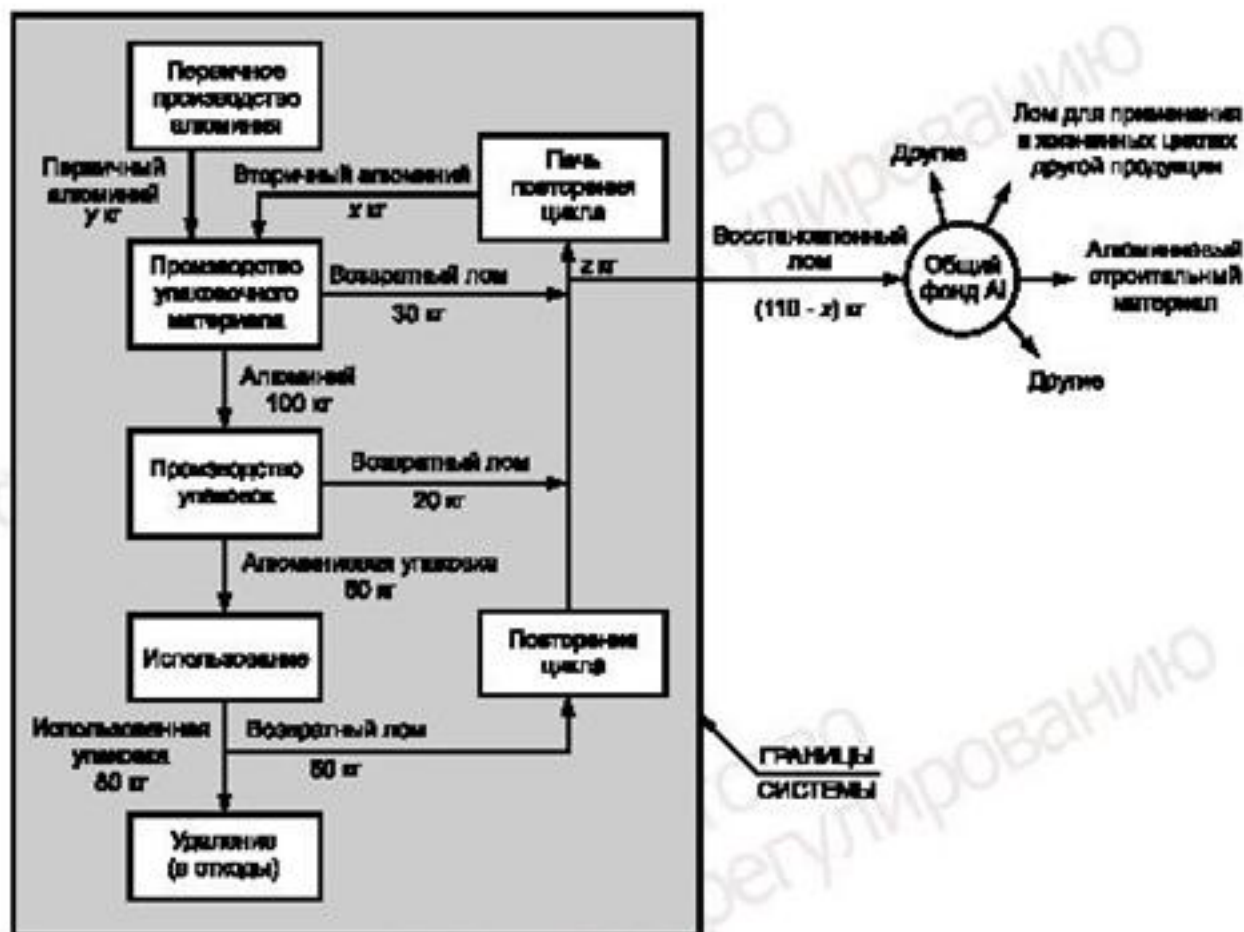 Первичное
производство
алюминия
Первичный
алюминий
y кг
Вторичный алюминий
x кг
Печь
повторения
цикла
Производство
упаковочного
материала
Возвратный лом
30 кг
z кг
Восстановленный
лом
(110 - z) кг
Общий
фонд Al
Другие
Лом для применения
в жизненных циклах
другой продукции
Алюминиевый
строительный
материал
Другие
Алюминий
100 кг
Производство
упаковок
Возвратный лом
20 кг
Алюминиевая упаковка
80 кг
Использование
Повторение
цикла
Использованная
упаковка
80 кг
Возвратный лом
60 кг
Удаление
(в отходы)
ГРАНИЦЫ
СИСТЕМЫ
регулированию